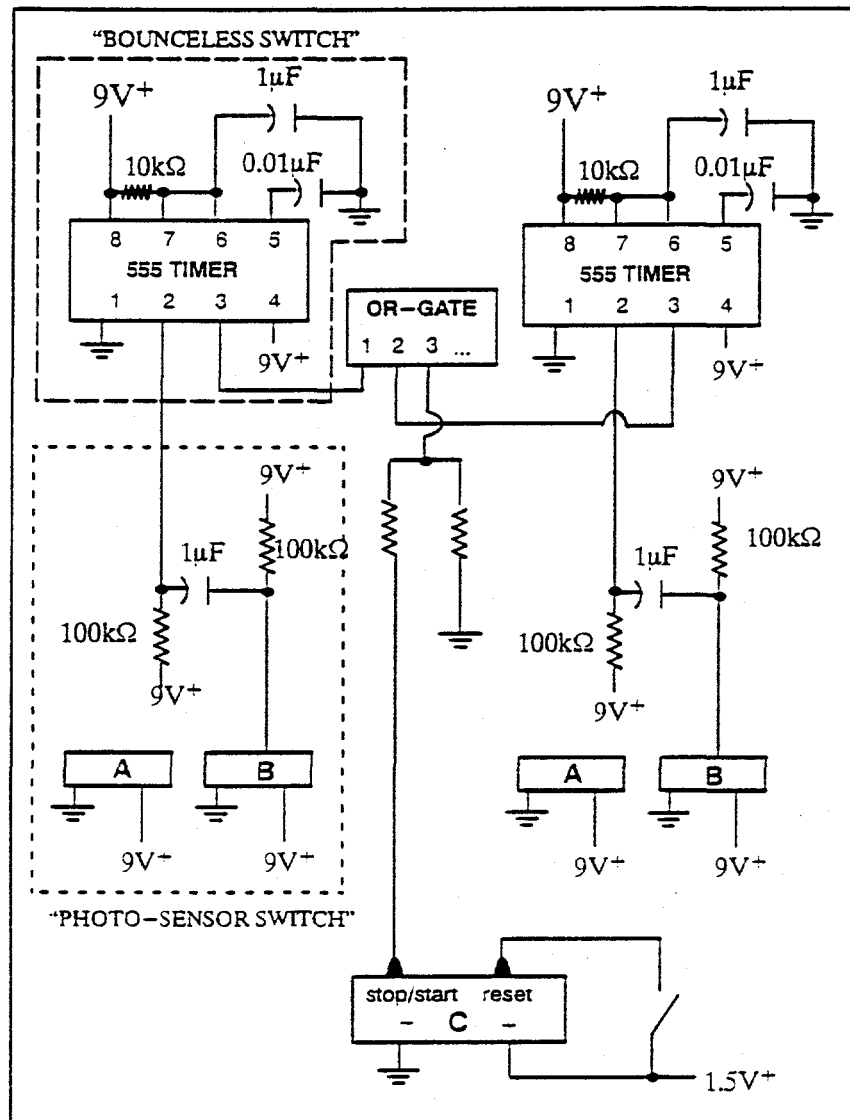 "BOUNCELESS SWITCH"
1μF
9V+
10kΩ
0.01μF
8 7 6 5
555 TIMER
1 2 3 4
9V+
1μF
9V+
10kΩ
0.01μF
8 7 6 5
555 TIMER
1 2 3 4
9V+
OR-GATE
1 2 3 ...
9V+
1μF
100kΩ
100kΩ
9V+
A
B
9V+
9V+
"PHOTO-SENSOR SWITCH"
9V+
1μF
100kΩ
100kΩ
9V+
A
B
9V+
9V+
stop/start reset
- C -
1.5V+